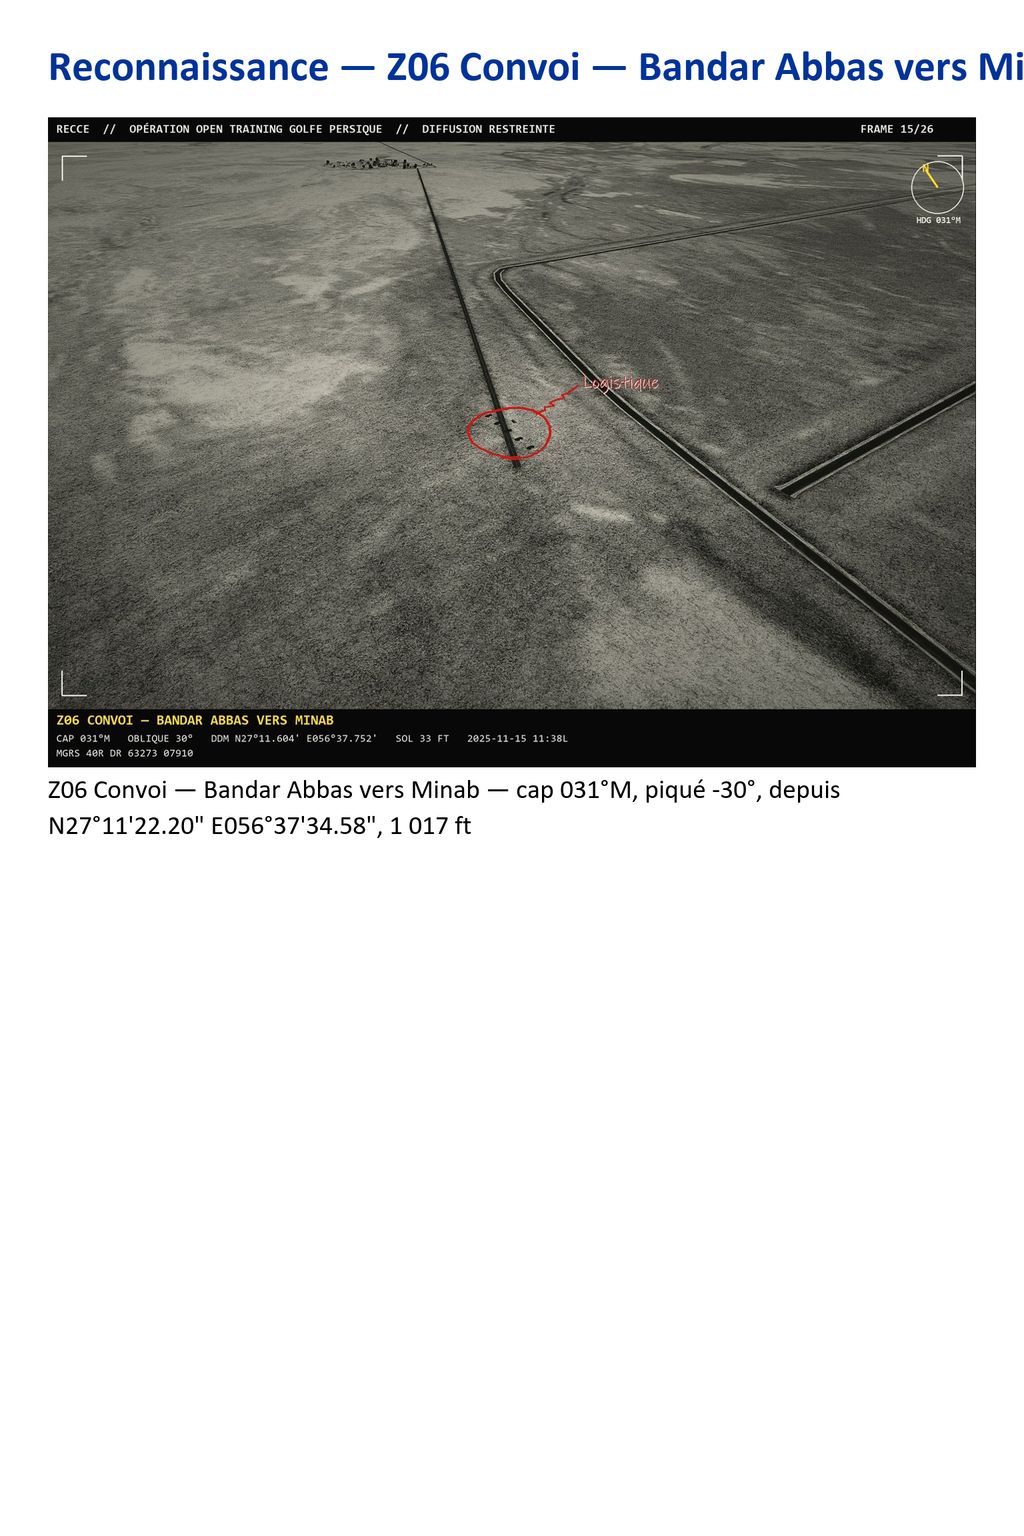 Reconnaissance — Z06 Convoi — Bandar Abbas vers Mi
RECCE // OPÉRATION OPEN TRAINING GOLFE PERSIQUE // DIFFUSION RESTREINTE FRAME 15/26
N
HDG 031°M
Logistique
Z06 CONVOI — BANDAR ABBAS VERS MINAB
CAP 031°M OBLIQUE 30° DDM N27°11.604' E056°37.752' SOL 33 FT 2025-11-15 11:38L
MGRS 40R DR 63273 07910
Z06 Convoi — Bandar Abbas vers Minab — cap 031°M, piqué -30°, depuis
N27°11'22.20" E056°37'34.58", 1 017 ft